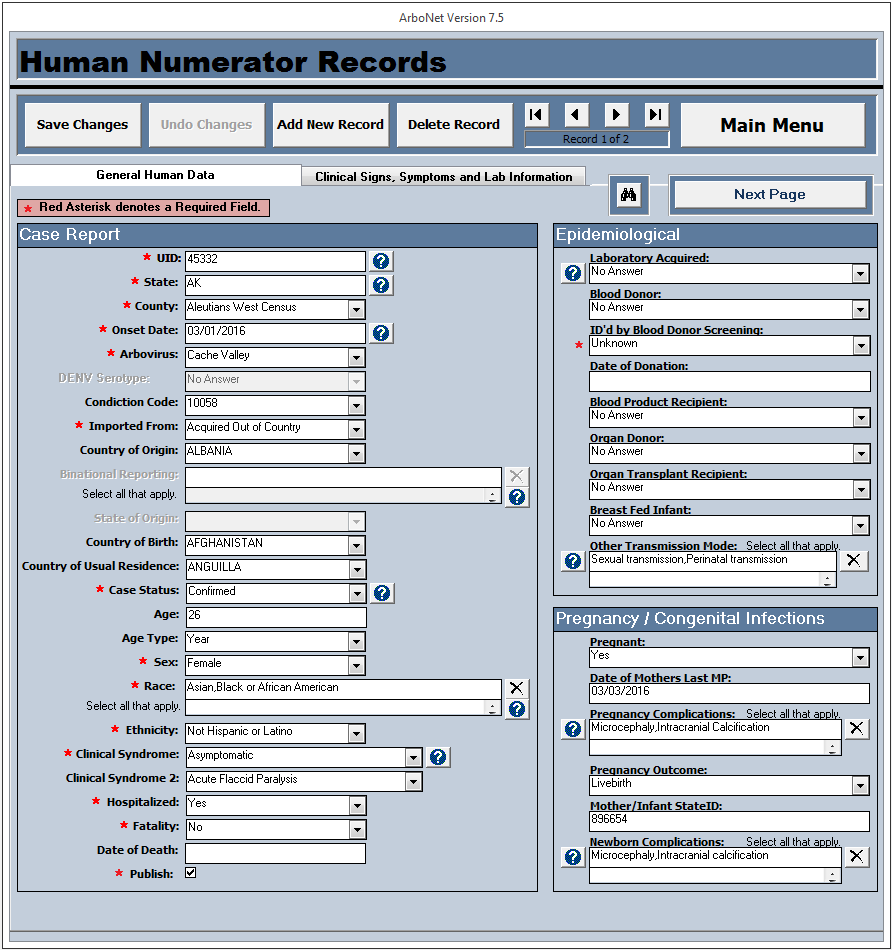 ArboNet Version 7.5
Human Numerator Records
Save Changes
Undo Changes
Add New Record
Delete Record
Record 1 of 2
Main Menu
General Human Data
Clinical Signs, Symptoms and Lab Information
Next Page
* Red Asterisk denotes a Required Field.
Case Report
* UID: 45332 ?
* State: AK ?
* County: Aleutians West Census
* Onset Date: 03/01/2016 ?
* Arbovirus: Cache Valley
DENV Serotype: No Answer
Condiction Code: 10058
* Imported From: Acquired Out of Country
Country of Origin: ALBANIA
Binational Reporting:
Select all that apply. ?
State of Origin:
Country of Birth: AFGHANISTAN
Country of Usual Residence: ANGUILLA
* Case Status: Confirmed ?
Age: 26
Age Type: Year
* Sex: Female
* Race: Asian,Black or African American
Select all that apply. ?
* Ethnicity: Not Hispanic or Latino
* Clinical Syndrome: Asymptomatic ?
Clinical Syndrome 2: Acute Flaccid Paralysis
* Hospitalized: Yes
* Fatality: No
Date of Death:
* Publish:
Epidemiological
Laboratory Acquired:
? No Answer
Blood Donor:
No Answer
ID'd by Blood Donor Screening:
* Unknown
Date of Donation:
Blood Product Recipient:
No Answer
Organ Donor:
No Answer
Organ Transplant Recipient:
No Answer
Breast Fed Infant:
No Answer
Other Transmission Mode: Select all that apply.
? Sexual transmission,Perinatal transmission
Pregnancy / Congenital Infections
Pregnant:
Yes
Date of Mothers Last MP:
03/03/2016
Pregnancy Complications: Select all that apply.
? Microcephaly,Intracranial Calcification
Pregnancy Outcome:
Livebirth
Mother/Infant StateID:
896654
Newborn Complications: Select all that apply.
? Microcephaly,Intracranial calcification